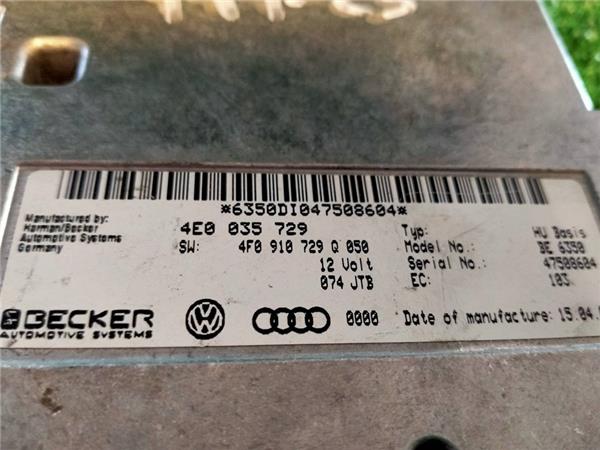 *6350DI047508604*
Manufactured by:
Harman/Becker
Automotive Systems
Germany
4E0 035 729
SW: 4F0 910 729 Q 050
12 Volt
074 JTB
Typ: HU Basis
Model No.: BE 6350
Serial No.: 47508604
EC: 103
BECKER
AUTOMOTIVE SYSTEMS
0000 Date of manufacture: 15.04.